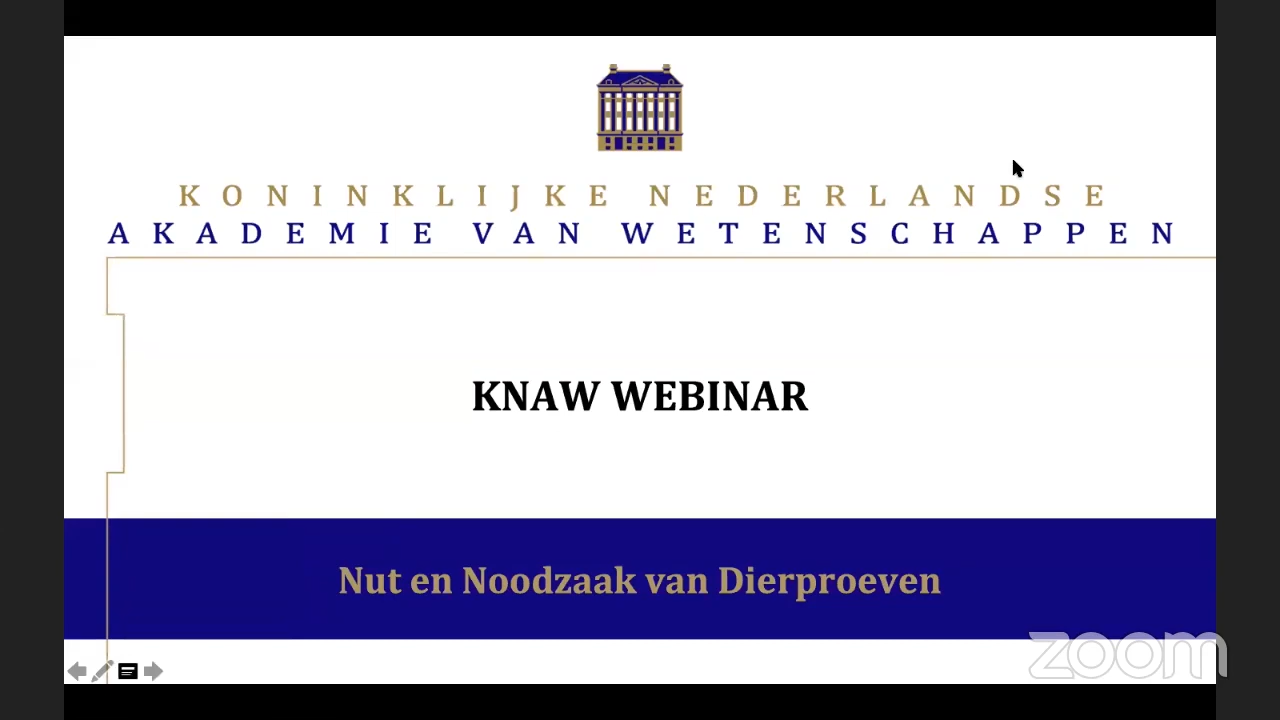 KONINKLIJKE NEDERLANDSE
AKADEMIE VAN WETENSCHAPPEN
KNAW WEBINAR
Nut en Noodzaak van Dierproeven
zoom